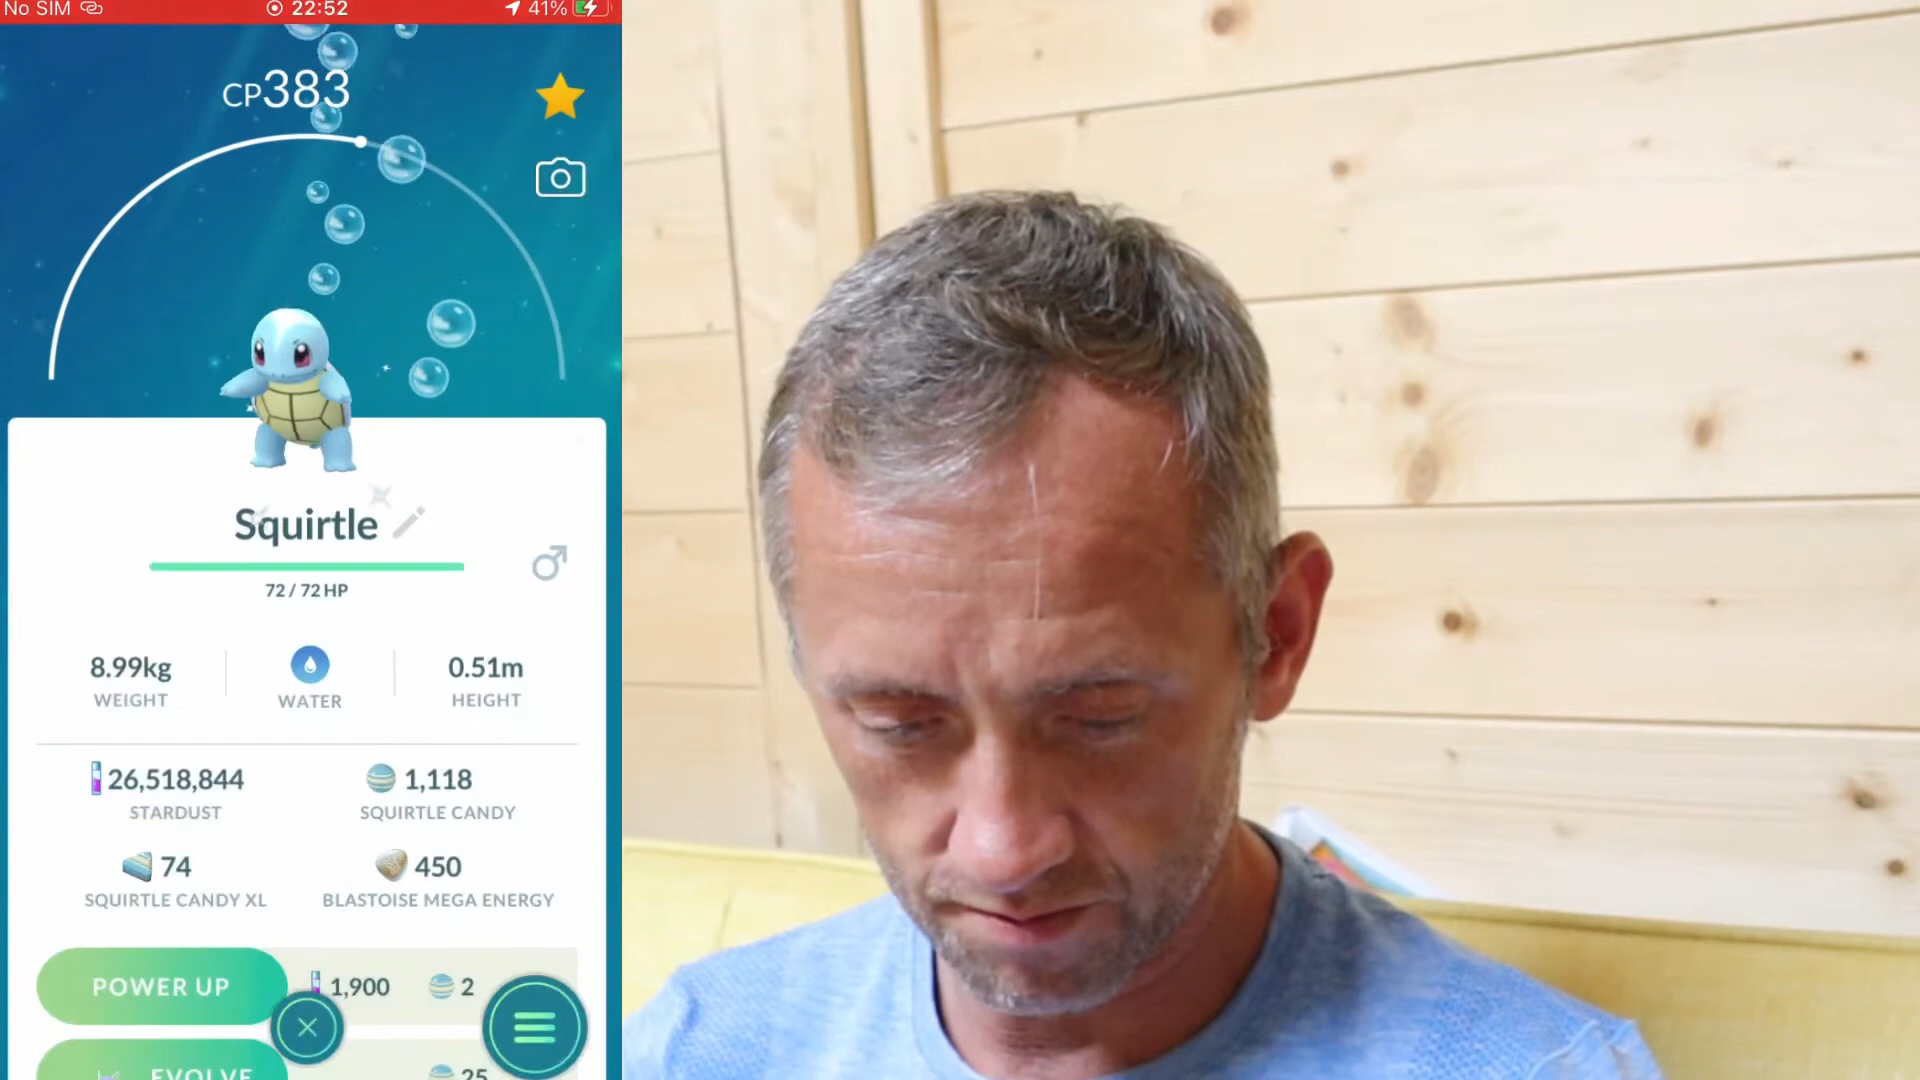 No SIM 22:52 41%
CP383
Squirtle
72 / 72 HP
8.99kg 0.51m
WEIGHT WATER HEIGHT
26,518,844 1,118
STARDUST SQUIRTLE CANDY
74 450
SQUIRTLE CANDY XL BLASTOISE MEGA ENERGY
POWER UP 1,900 2
EVOLVE 25